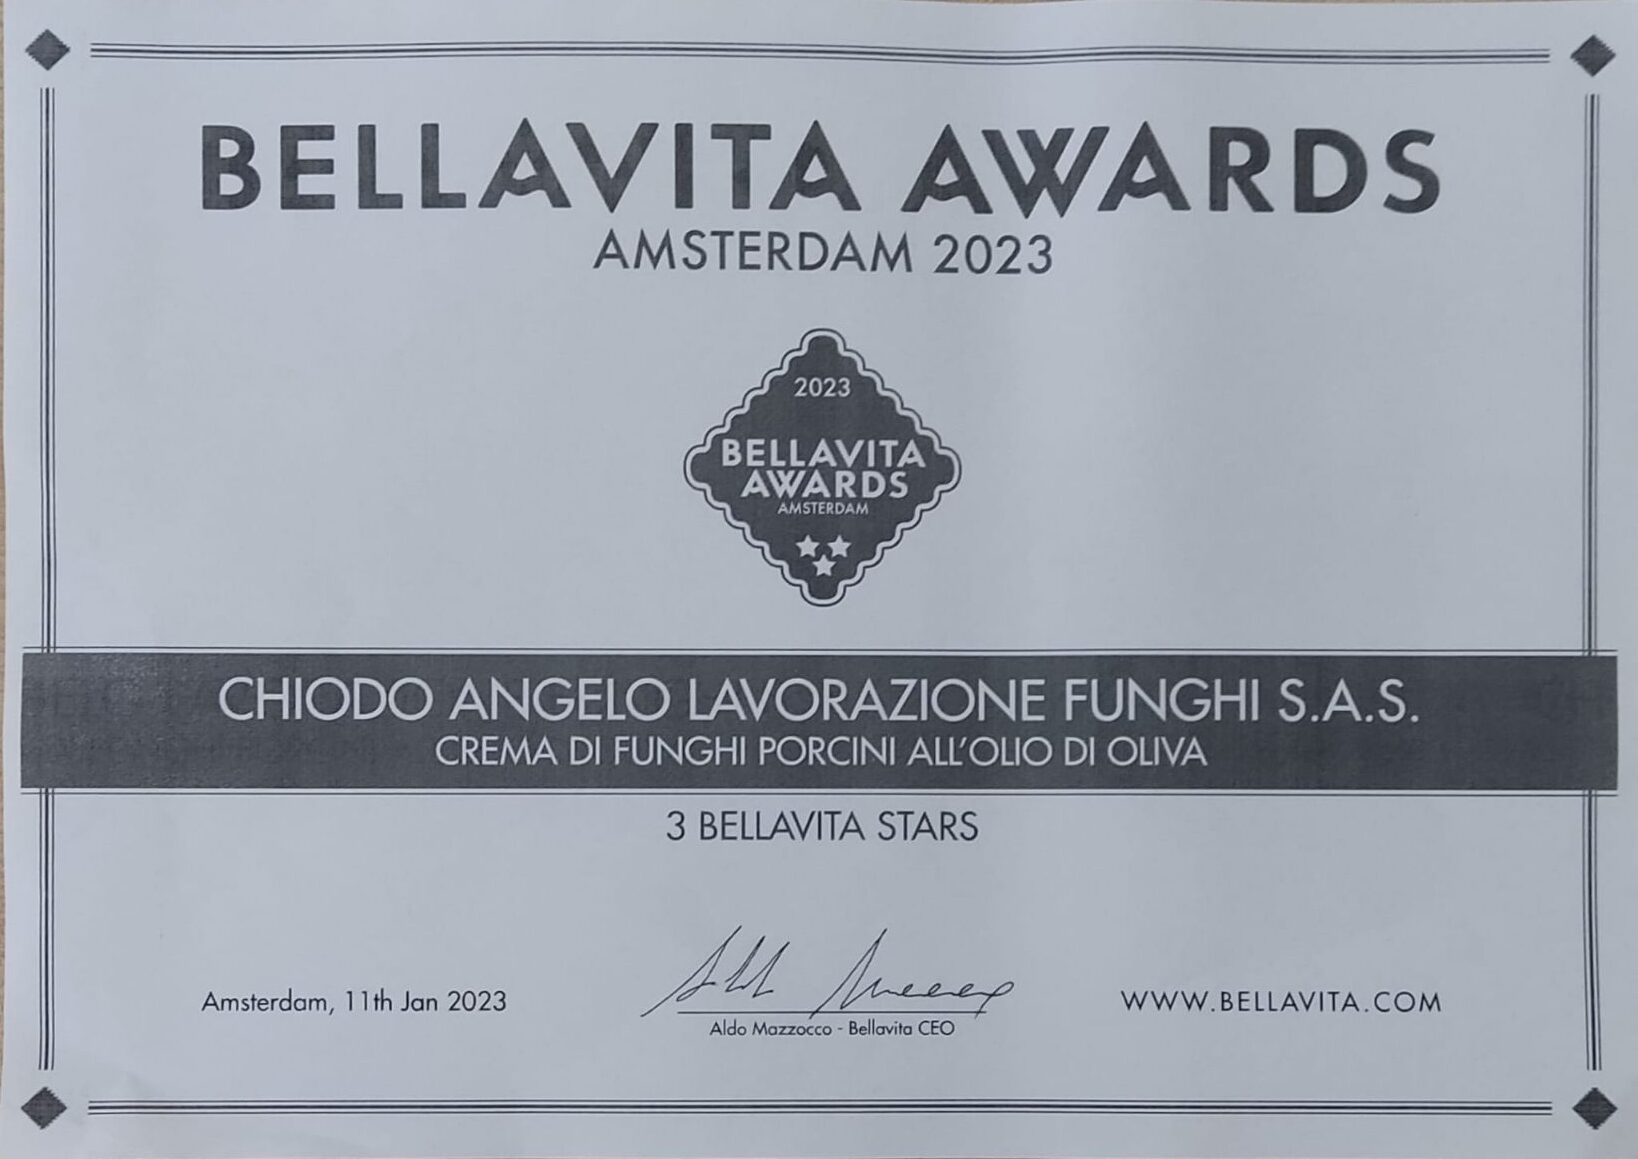 BELLAVITA AWARDS
AMSTERDAM 2023
2023
BELLAVITA
AWARDS
AMSTERDAM
CHIODO ANGELO LAVORAZIONE FUNGHI S.A.S.
CREMA DI FUNGHI PORCINI ALL'OLIO DI OLIVA
3 BELLAVITA STARS
Amsterdam, 11th Jan 2023
Aldo Mazzocco - Bellavita CEO
WWW.BELLAVITA.COM